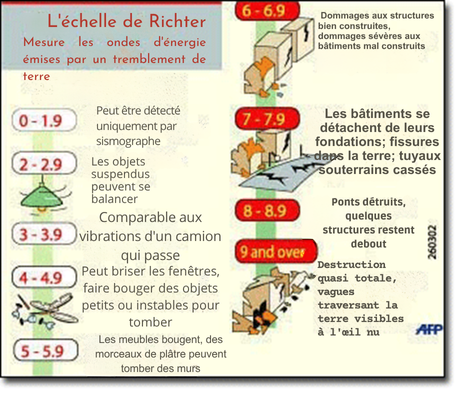 L'échelle de Richter
Mesure les ondes d'énergie
émises par un tremblement de
terre
0 - 1.9
Peut être détecté
uniquement par
sismographe
2 - 2.9
Les objets
suspendus
peuvent se
balancer
3 - 3.9
Comparable aux
vibrations d'un camion
qui passe
4 - 4.9
Peut briser les fenêtres,
faire bouger des objets
petits ou instables pour
tomber
5 - 5.9
Les meubles bougent, des
morceaux de plâtre peuvent
tomber des murs
6 - 6.9
Dommages aux structures
bien construites,
dommages sévères aux
bâtiments mal construits
7 - 7.9
Les bâtiments se
détachent de leurs
fondations; fissures
dans la terre; tuyaux
souterrains cassés
8 - 8.9
Ponts détruits,
quelques
structures restent
debout
9 and over
Destruction
quasi totale,
vagues
traversant la
terre visibles
à l'œil nu
260302
AFP